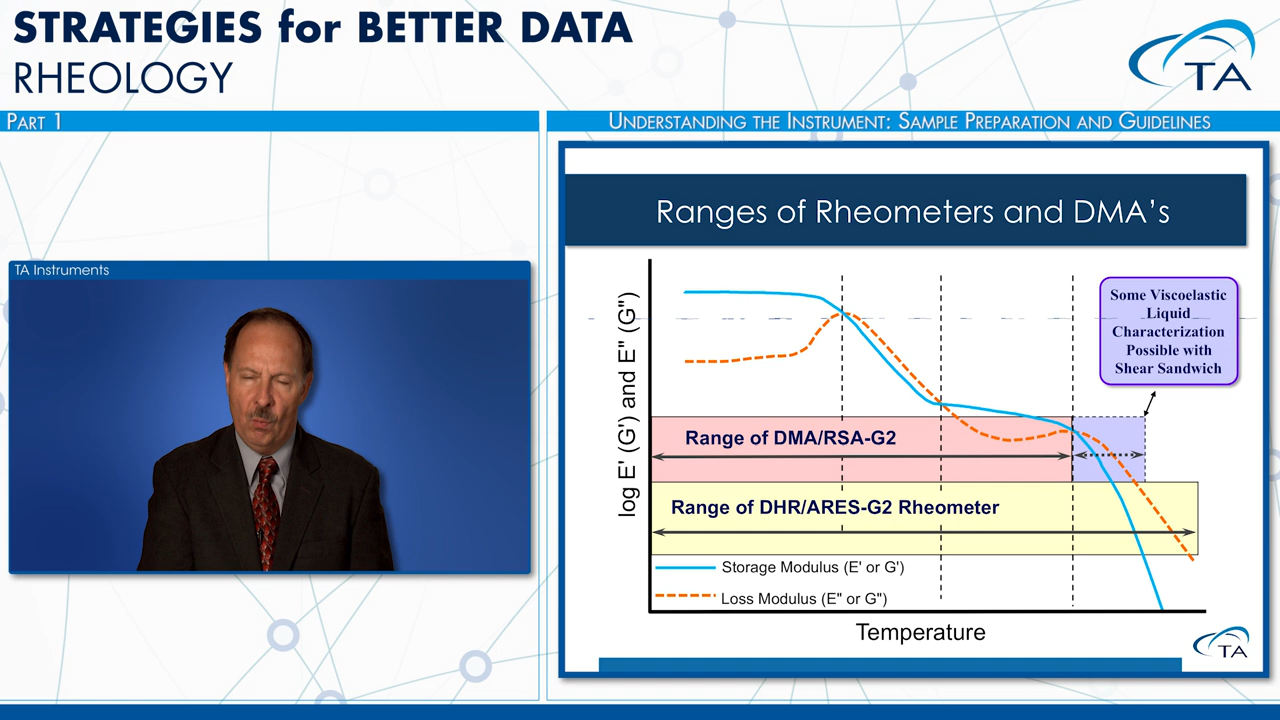 STRATEGIES for BETTER DATA
RHEOLOGY
TA
PART 1
UNDERSTANDING THE INSTRUMENT: SAMPLE PREPARATION AND GUIDELINES
TA Instruments
Ranges of Rheometers and DMA's
log E' (G') and E" (G")
Some Viscoelastic
Liquid
Characterization
Possible with
Shear Sandwich
Range of DMA/RSA-G2
Range of DHR/ARES-G2 Rheometer
Storage Modulus (E' or G')
Loss Modulus (E" or G")
Temperature
TA